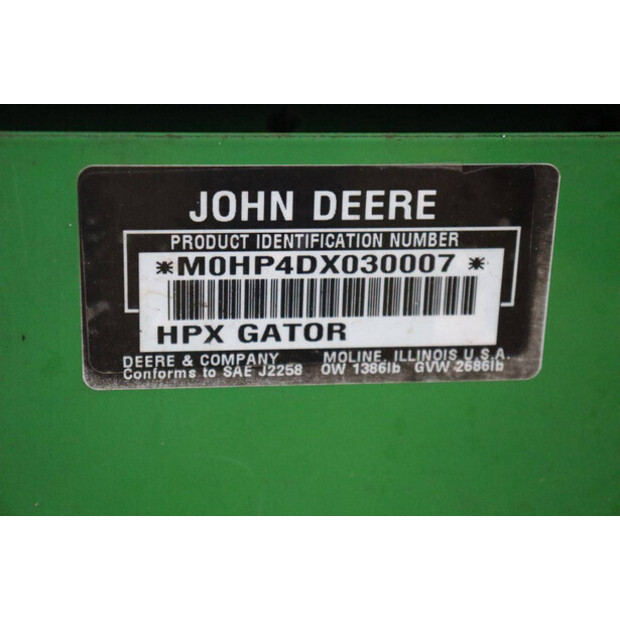 JOHN DEERE
PRODUCT IDENTIFICATION NUMBER
*M0HP4DX030007*
HPX GATOR
DEERE & COMPANY MOLINE, ILLINOIS U.S.A.
Conforms to SAE J2258 OW 1386lb GVW 2686lb